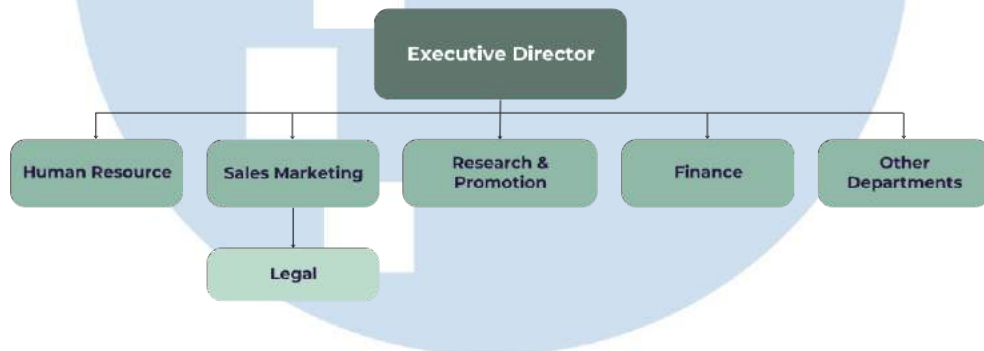 Executive Director
Human Resource
Sales Marketing
Research &
Promotion
Finance
Other
Departments
Legal